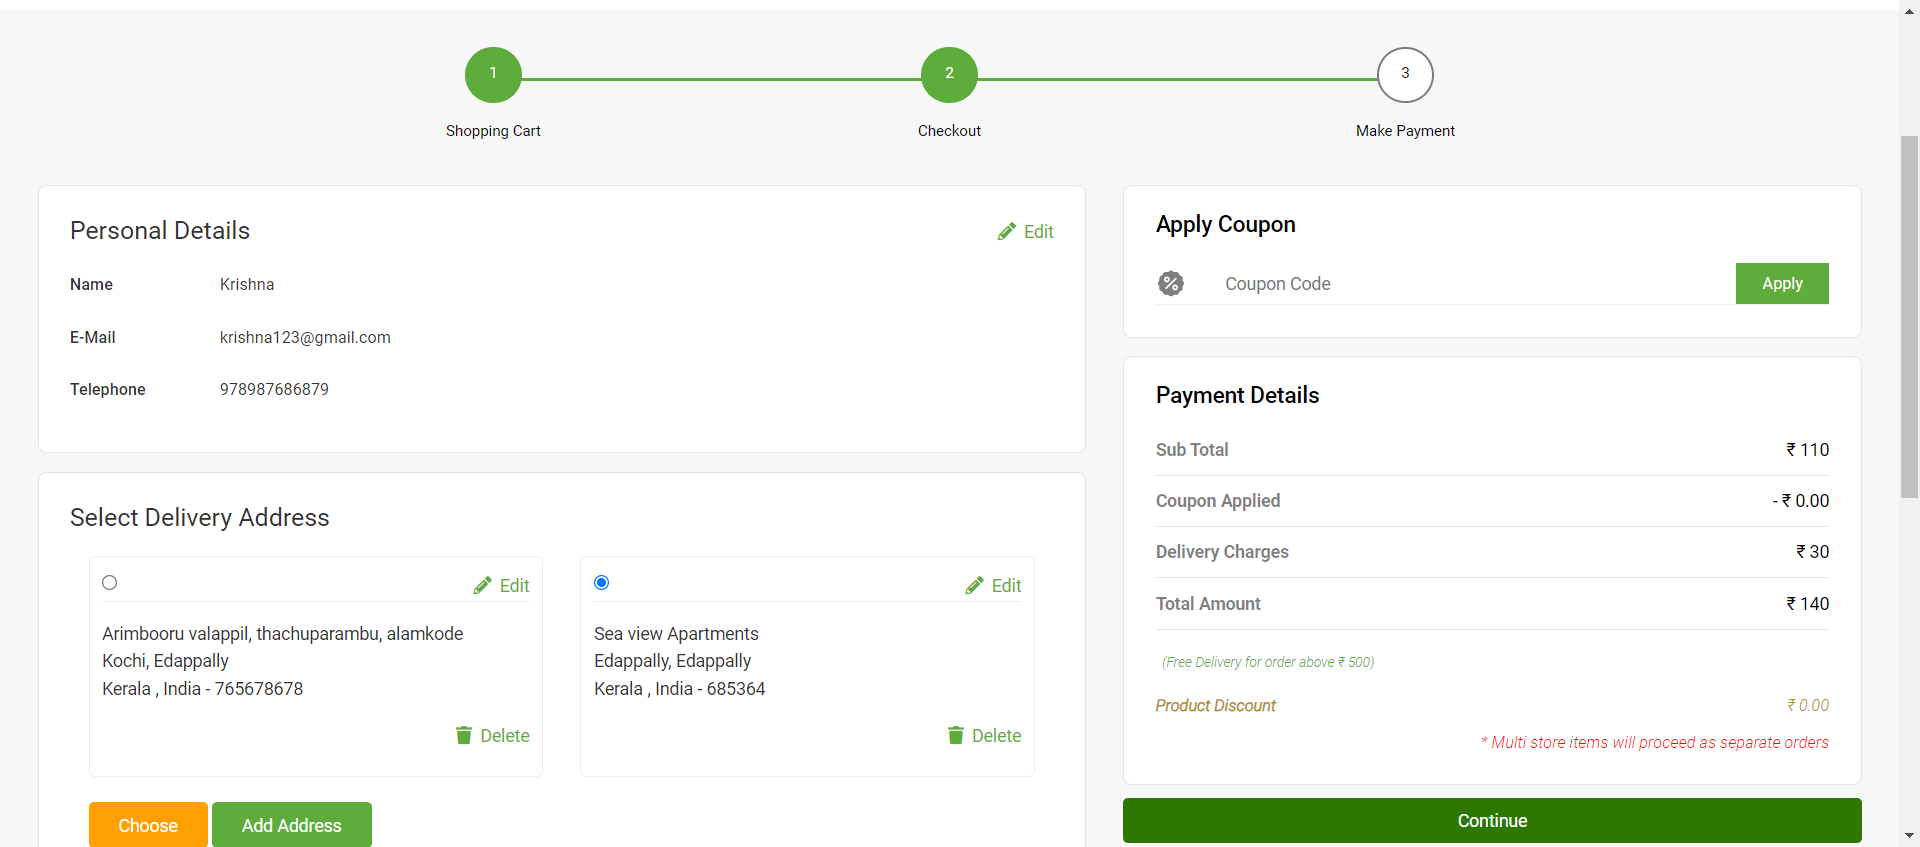 1
2
3
Shopping Cart
Checkout
Make Payment
Personal Details
Edit
Name Krishna
E-Mail krishna123@gmail.com
Telephone 978987686879
Select Delivery Address
Edit
Arimbooru valappil, thachuparambu, alamkode
Kochi, Edappally
Kerala , India - 765678678
Delete
Edit
Sea view Apartments
Edappally, Edappally
Kerala , India - 685364
Delete
Choose
Add Address
Apply Coupon
%
Coupon Code
Apply
Payment Details
Sub Total ₹ 110
Coupon Applied - ₹ 0.00
Delivery Charges ₹ 30
Total Amount ₹ 140
(Free Delivery for order above ₹ 500)
Product Discount ₹ 0.00
* Multi store items will proceed as separate orders
Continue